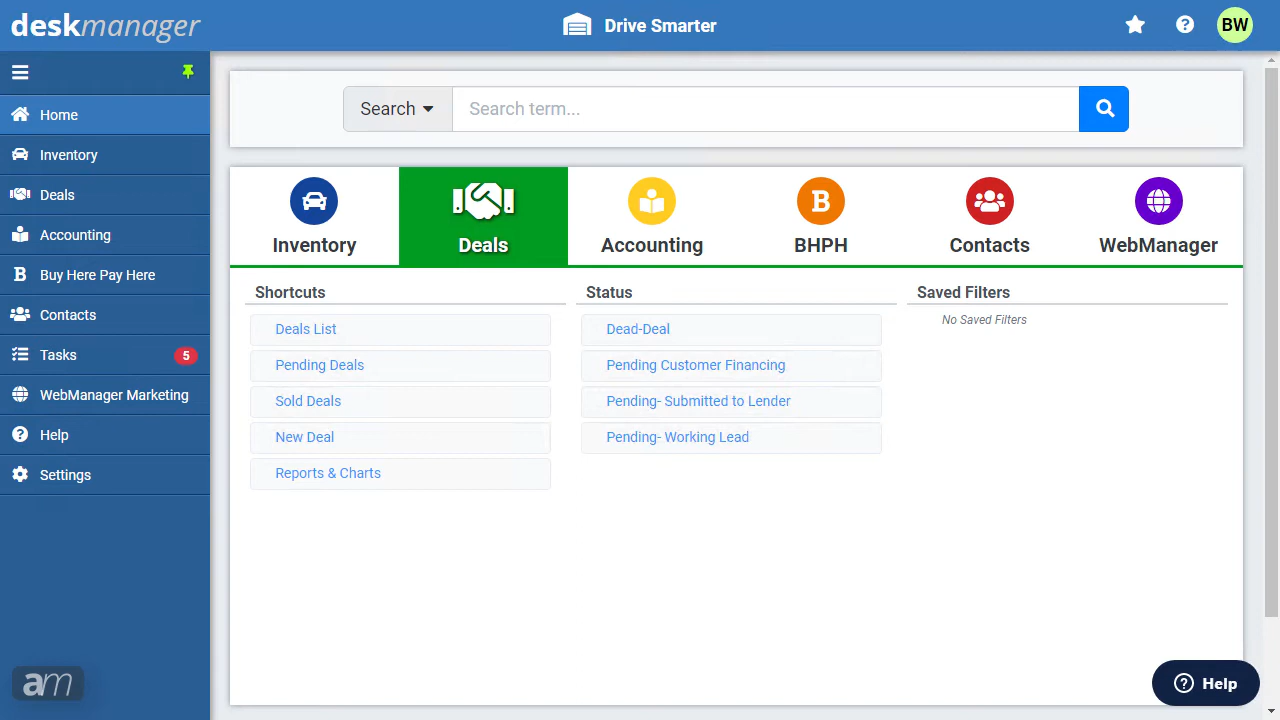 deskmanager
Drive Smarter
BW
Home
Inventory
Deals
Accounting
Buy Here Pay Here
Contacts
Tasks 5
WebManager Marketing
Help
Settings
am
Search
Search term...
Inventory
Deals
Accounting
B
BHPH
Contacts
WebManager
Shortcuts
Deals List
Pending Deals
Sold Deals
New Deal
Reports & Charts
Status
Dead-Deal
Pending Customer Financing
Pending- Submitted to Lender
Pending- Working Lead
Saved Filters
No Saved Filters
Help